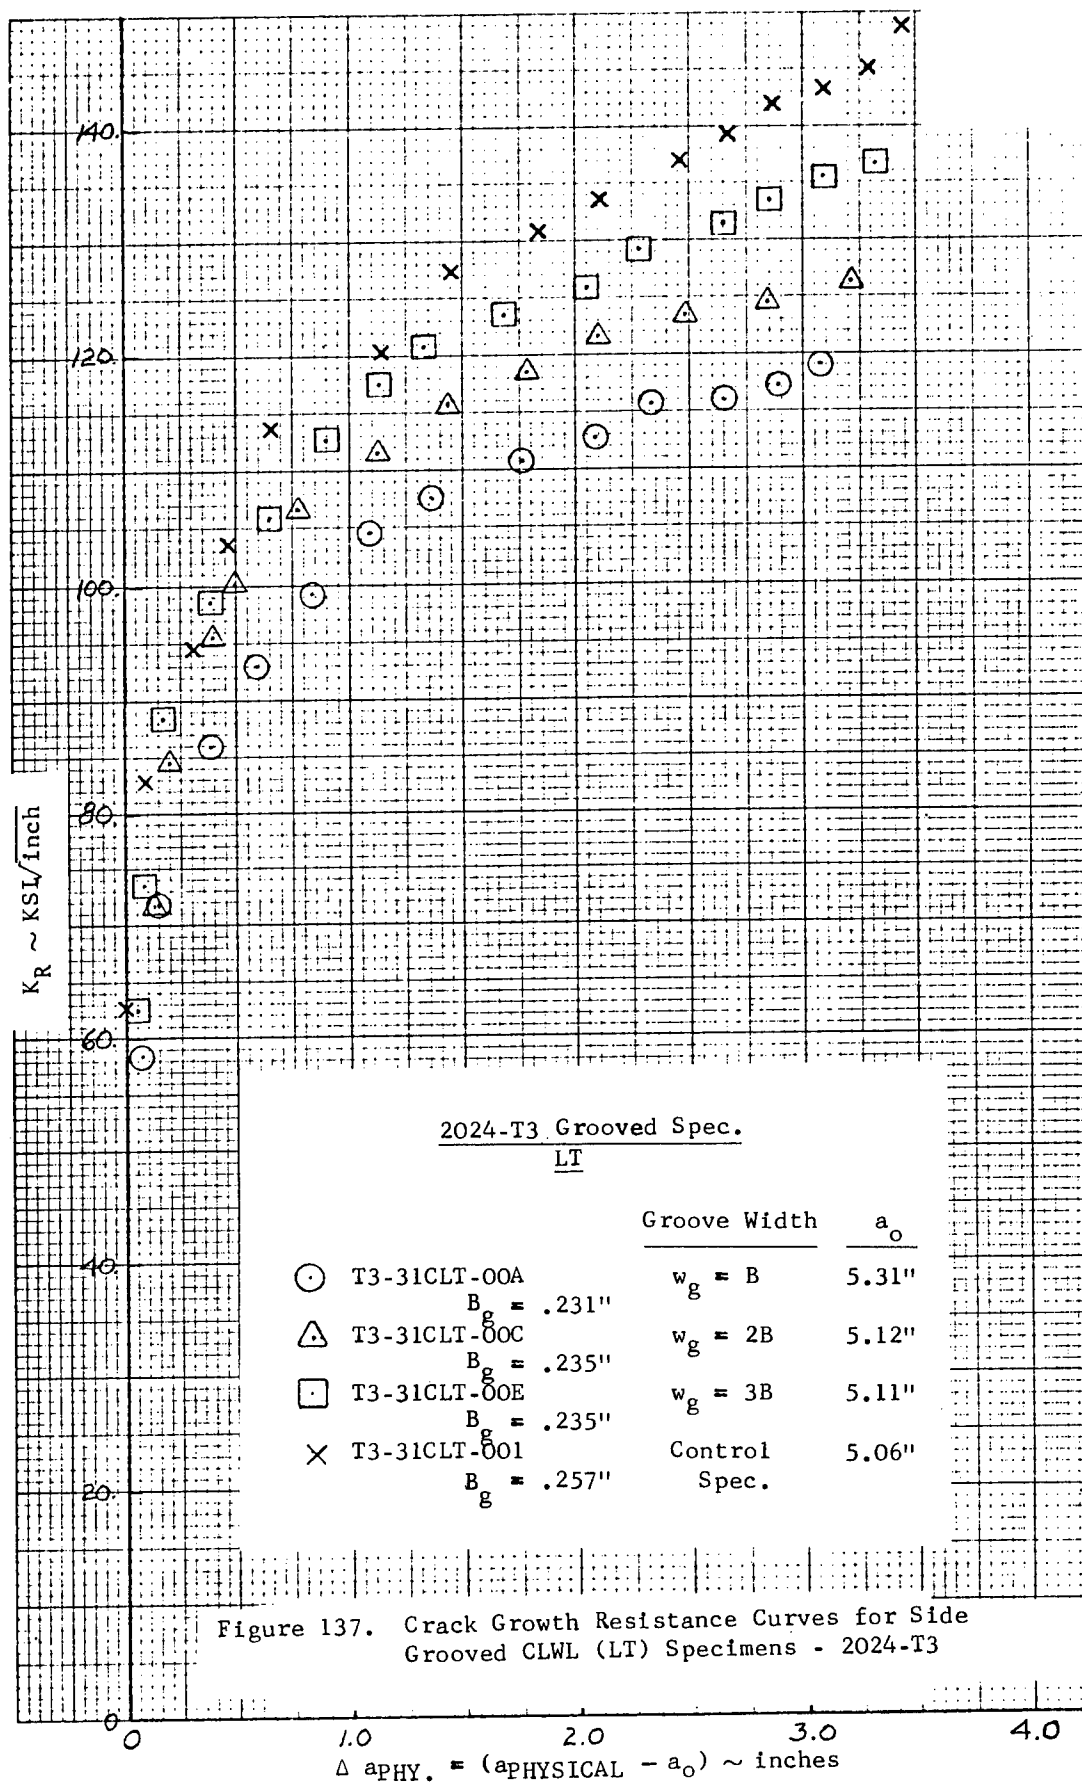 140.
120.
100.
80.
60.
40.
20.
0
K_R ~ KSI√inch
2024-T3 Grooved Spec.
LT
Groove Width a_o
T3-31CLT-00A w_g = B 5.31"
B_g = .231"
T3-31CLT-00C w_g = 2B 5.12"
B_g = .235"
T3-31CLT-00E w_g = 3B 5.11"
B_g = .235"
T3-31CLT-001 Control 5.06"
B_g = .257" Spec.
Figure 137. Crack Growth Resistance Curves for Side
Grooved CLWL (LT) Specimens - 2024-T3
0 1.0 2.0 3.0 4.0
Δ aPHY. = (aPHYSICAL - a_o) ~ inches